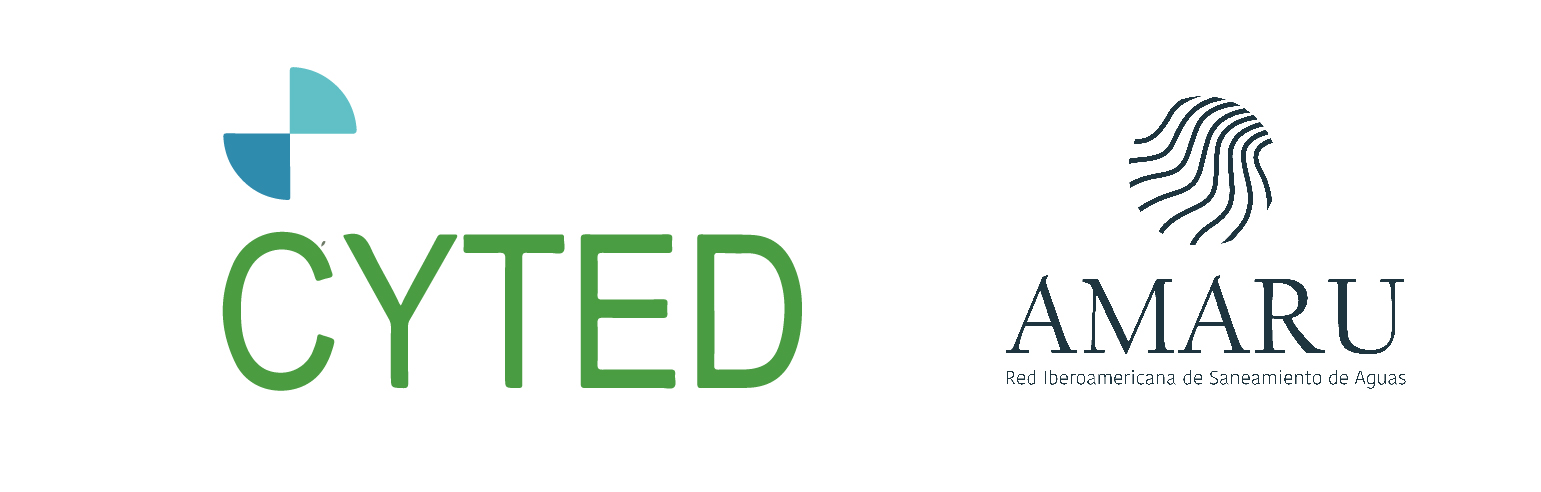 CYTED
AMARU
Red Iberoamericana de Saneamiento de Aguas